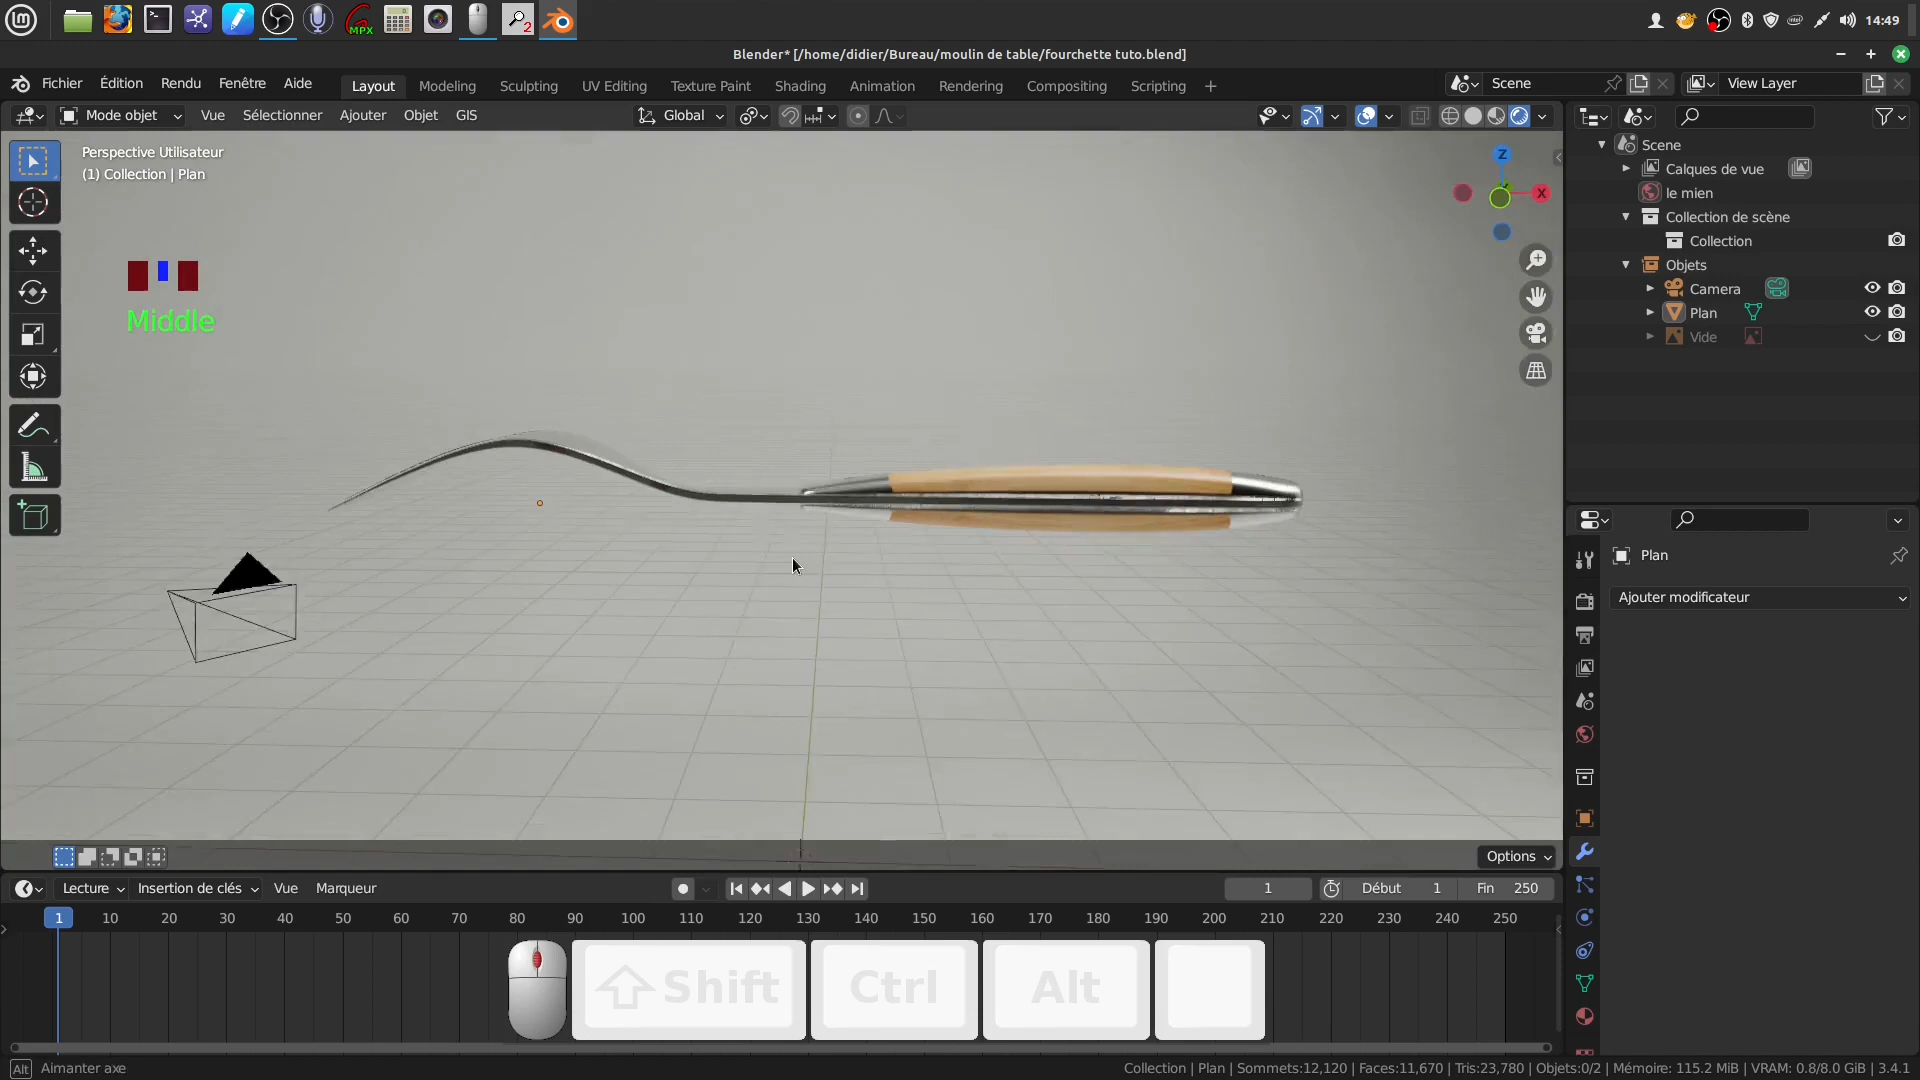 MPX
2
14:49
Blender* [/home/didier/Bureau/moulin de table/fourchette tuto.blend]
Fichier Édition Rendu Fenêtre Aide
Layout Modeling Sculpting UV Editing Texture Paint Shading Animation Rendering Compositing Scripting +
Scene
View Layer
Mode objet Vue Sélectionner Ajouter Objet GIS
Global
Perspective Utilisateur
(1) Collection | Plan
Middle
Z
X
Scene
Calques de vue
le mien
Collection de scène
Collection
Objets
Camera
Plan
Vide
Plan
Ajouter modificateur
Options
Lecture Insertion de clés Vue Marqueur
1
Début 1
Fin 250
1 10 20 30 40 50 60 70 80 90 100 110 120 130 140 150 160 170 180 190 200 210 220 230 240 250
Shift Ctrl Alt
Alt Aimanter axe
Collection | Plan | Sommets:12,120 | Faces:11,670 | Tris:23,780 | Objets:0/2 | Mémoire: 115.2 MiB | VRAM: 0.8/8.0 GiB | 3.4.1